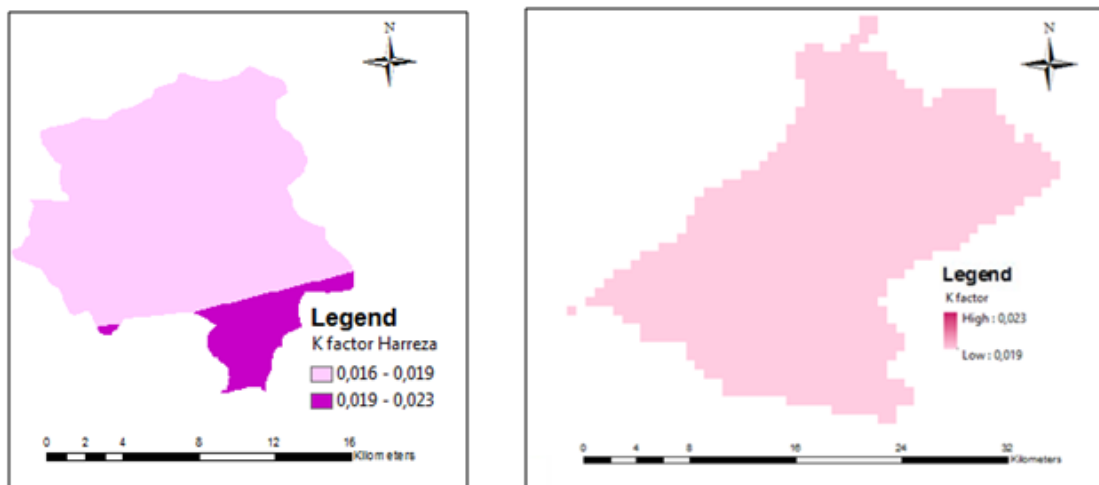 N
Legend
K factor Harreza
0,016 - 0,019
0,019 - 0,023
0 2 4 8 12 16
Kilometers
N
Legend
K factor
High : 0,023
Low : 0,019
0 4 8 16 24 32
Kilometers